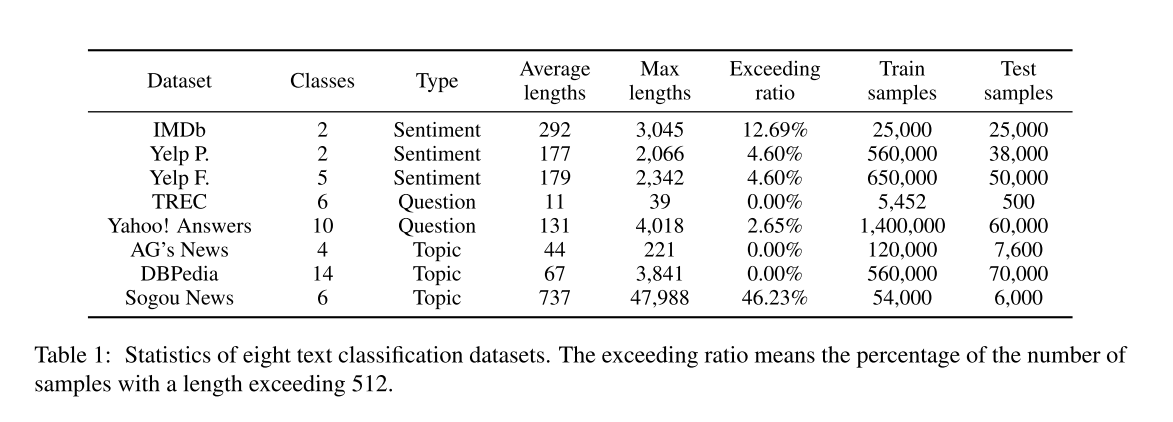 Dataset Classes Type Average lengths Max lengths Exceeding ratio Train samples Test samples
IMDb 2 Sentiment 292 3,045 12.69% 25,000 25,000
Yelp P. 2 Sentiment 177 2,066 4.60% 560,000 38,000
Yelp F. 5 Sentiment 179 2,342 4.60% 650,000 50,000
TREC 6 Question 11 39 0.00% 5,452 500
Yahoo! Answers 10 Question 131 4,018 2.65% 1,400,000 60,000
AG's News 4 Topic 44 221 0.00% 120,000 7,600
DBPedia 14 Topic 67 3,841 0.00% 560,000 70,000
Sogou News 6 Topic 737 47,988 46.23% 54,000 6,000
Table 1: Statistics of eight text classification datasets. The exceeding ratio means the percentage of the number of
samples with a length exceeding 512.